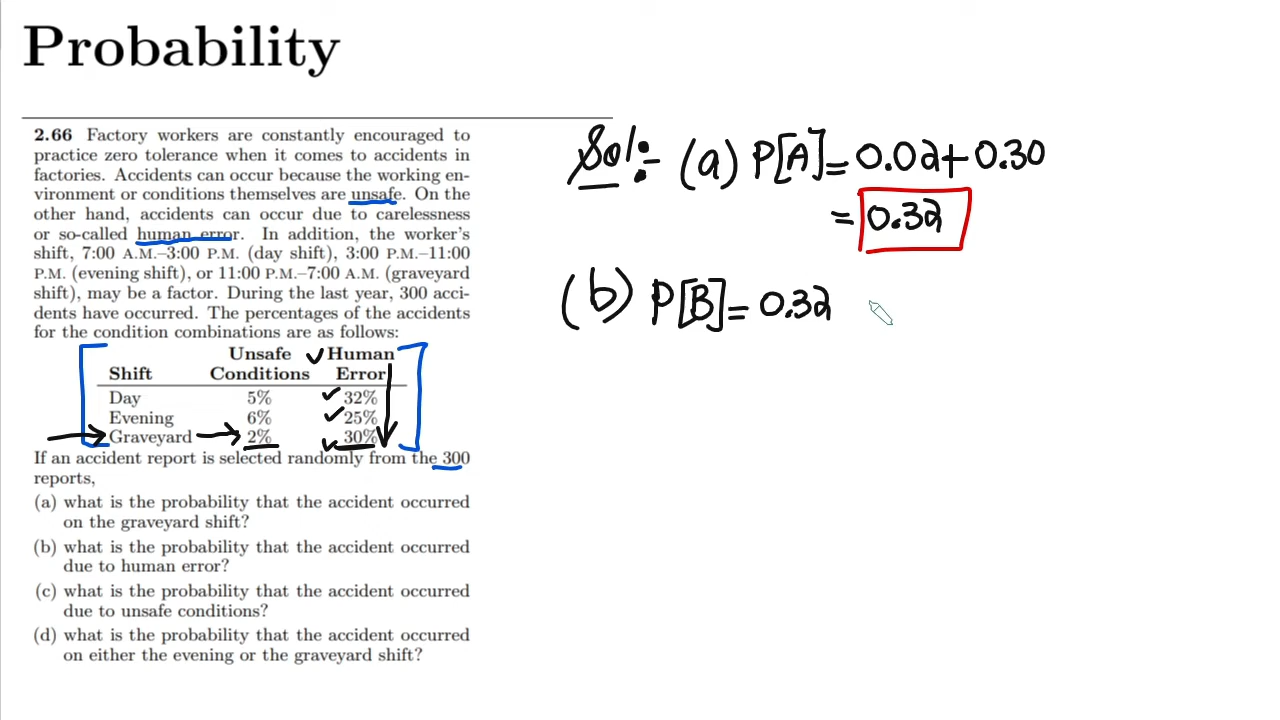 Probability
2.66 Factory workers are constantly encouraged to
practice zero tolerance when it comes to accidents in
factories. Accidents can occur because the working en-
vironment or conditions themselves are unsafe. On the
other hand, accidents can occur due to carelessness
or so-called human error. In addition, the worker's
shift, 7:00 A.M.–3:00 P.M. (day shift), 3:00 P.M.–11:00
P.M. (evening shift), or 11:00 P.M.–7:00 A.M. (graveyard
shift), may be a factor. During the last year, 300 acci-
dents have occurred. The percentages of the accidents
for the condition combinations are as follows:
Unsafe Human
Shift Conditions Error
Day 5% 32%
Evening 6% 25%
Graveyard 2% 30%
If an accident report is selected randomly from the 300
reports,
(a) what is the probability that the accident occurred
on the graveyard shift?
(b) what is the probability that the accident occurred
due to human error?
(c) what is the probability that the accident occurred
due to unsafe conditions?
(d) what is the probability that the accident occurred
on either the evening or the graveyard shift?
Sol:- (a) P[A]=0.02+0.30
= 0.32
(b) P[B]=0.32